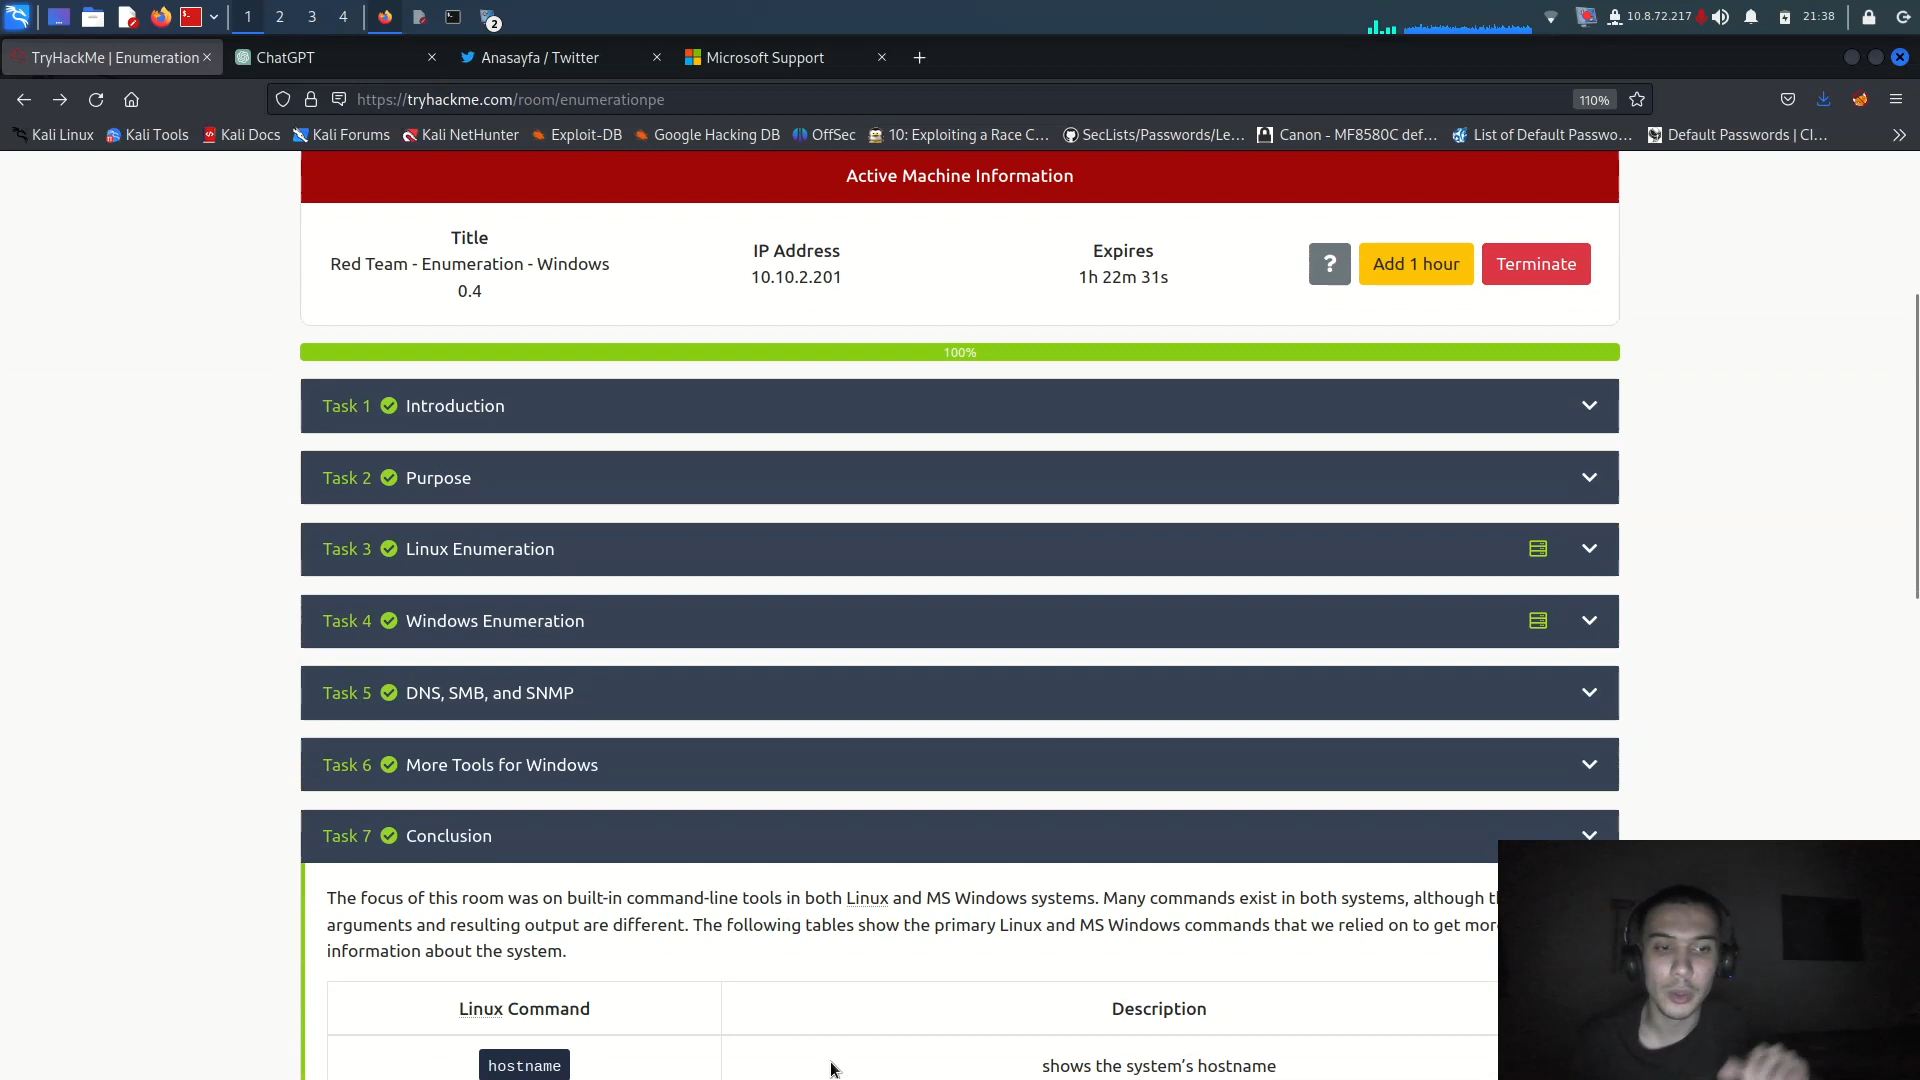 1 2 3 4 2 10.8.72.217 21:38
TryHackMe | Enumeration ChatGPT Anasayfa / Twitter Microsoft Support
https://tryhackme.com/room/enumerationpe 110%
Kali Linux Kali Tools Kali Docs Kali Forums Kali NetHunter Exploit-DB Google Hacking DB OffSec 10: Exploiting a Race C… SecLists/Passwords/Le… Canon - MF8580C def… List of Default Passwo… Default Passwords | CI…
Active Machine Information
Title
Red Team - Enumeration - Windows
0.4
IP Address
10.10.2.201
Expires
1h 22m 31s
? Add 1 hour Terminate
100%
Task 1 Introduction
Task 2 Purpose
Task 3 Linux Enumeration
Task 4 Windows Enumeration
Task 5 DNS, SMB, and SNMP
Task 6 More Tools for Windows
Task 7 Conclusion
The focus of this room was on built-in command-line tools in both Linux and MS Windows systems. Many commands exist in both systems, although
arguments and resulting output are different. The following tables show the primary Linux and MS Windows commands that we relied on to get more
information about the system.
Linux Command Description
hostname shows the system's hostname